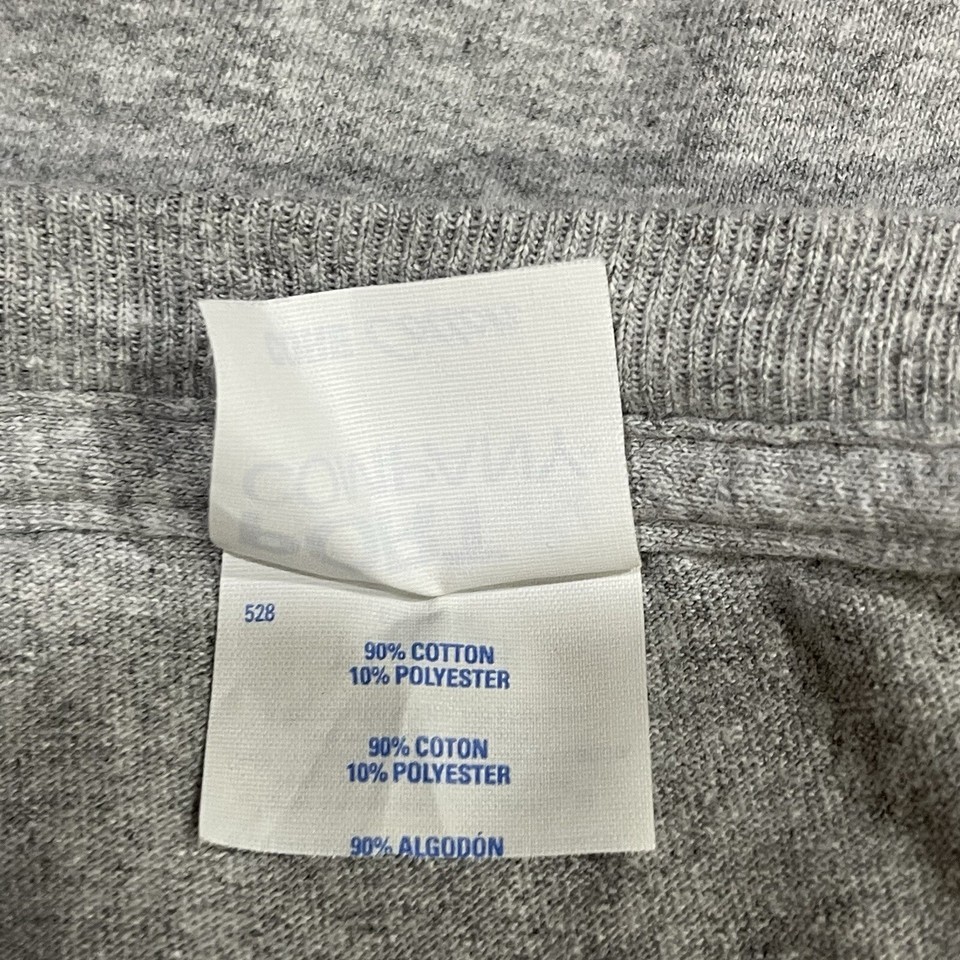 528
90% COTTON
10% POLYESTER
90% COTON
10% POLYESTER
90% ALGODÓN